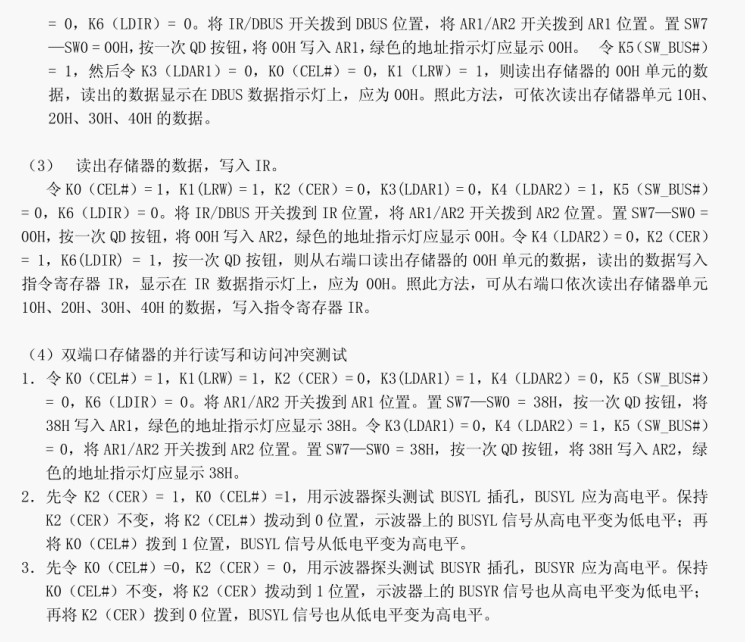 = 0，K6（LDIR）= 0。将 IR/DBUS 开关拨到 DBUS 位置，将 AR1/AR2 开关拨到 AR1 位置。置 SW7
—SW0 = 00H，按一次 QD 按钮，将 00H 写入 AR1，绿色的地址指示灯应显示 00H。 令 K5（SW_BUS#）
= 1，然后令 K3（LDAR1）= 0，K0（CEL#）= 0，K1（LRW）= 1，则读出存储器的 00H 单元的数
据，读出的数据显示在 DBUS 数据指示灯上，应为 00H。照此方法，可依次读出存储器单元 10H、
20H、30H、40H 的数据。
（3） 读出存储器的数据，写入 IR。
令 K0（CEL#）= 1，K1(LRW) = 1，K2（CER）= 0，K3(LDAR1) = 0，K4（LDAR2）= 1，K5（SW_BUS#）
= 0，K6（LDIR）= 0。将 IR/DBUS 开关拨到 IR 位置，将 AR1/AR2 开关拨到 AR2 位置。置 SW7—SW0 =
00H，按一次 QD 按钮，将 00H 写入 AR2，绿色的地址指示灯应显示 00H。令 K4（LDAR2）= 0，K2（CER）
= 1，K6(LDIR) = 1，按一次 QD 按钮，则从右端口读出存储器的 00H 单元的数据，读出的数据写入
指令寄存器 IR，显示在 IR 数据指示灯上，应为 00H。照此方法，可从右端口依次读出存储器单元
10H、20H、30H、40H 的数据，写入指令寄存器 IR。
（4）双端口存储器的并行读写和访问冲突测试
1. 令 K0（CEL#）= 1，K1(LRW) = 1，K2（CER）= 0，K3(LDAR1) = 1，K4（LDAR2）= 0，K5（SW_BUS#）
= 0，K6（LDIR）= 0。将 AR1/AR2 开关拨到 AR1 位置。置 SW7—SW0 = 38H，按一次 QD 按钮，将
38H 写入 AR1，绿色的地址指示灯应显示 38H。令 K3(LDAR1) = 0，K4（LDAR2）= 1，K5（SW_BUS#）
= 0，将 AR1/AR2 开关拨到 AR2 位置。置 SW7—SW0 = 38H，按一次 QD 按钮，将 38H 写入 AR2，绿
色的地址指示灯应显示 38H。
2. 先令 K2（CER）= 1，K0（CEL#）=1，用示波器探头测试 BUSYL 插孔，BUSYL 应为高电平。保持
K2（CER）不变，将 K2（CEL#）拨动到 0 位置，示波器上的 BUSYL 信号从高电平变为低电平；再
将 K0（CEL#）拨到 1 位置，BUSYL 信号从低电平变为高电平。
3. 先令 K0（CEL#）=0，K2（CER）= 0，用示波器探头测试 BUSYR 插孔，BUSYR 应为高电平。保持
K0（CEL#）不变，将 K2（CER）拨动到 1 位置，示波器上的 BUSYR 信号也从高电平变为低电平；
再将 K2（CER）拨到 0 位置，BUSYL 信号也从低电平变为高电平。